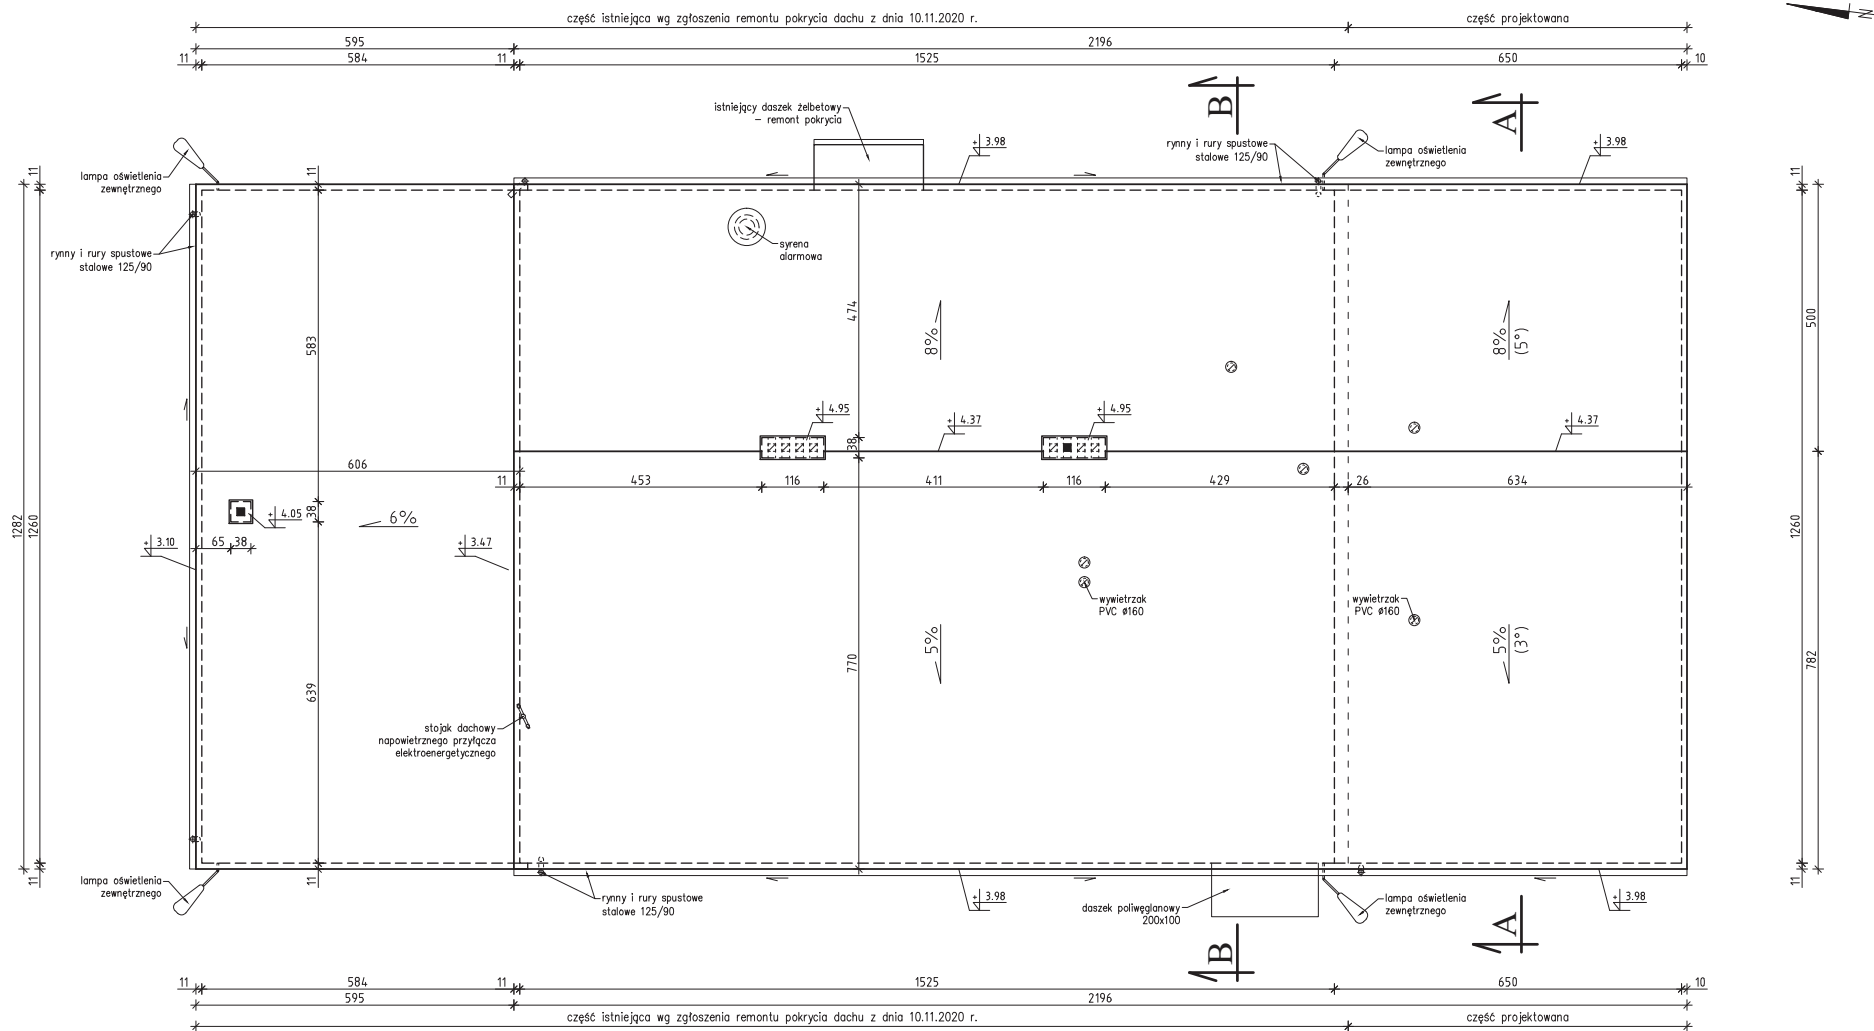 część istniejąca wg zgłoszenia remontu pokrycia dachu z dnia 10.11.2020 r.
część projektowana
N
595
2196
11
584
11
1525
650
10
B
A
istniejący daszek żelbetowy
– remont pokrycia
+ 3.98
rynny i rury spustowe
stalowe 125/90
lampa oświetlenia
zewnętrznego
+ 3.98
lampa oświetlenia
zewnętrznego
11
11
11
rynny i rury spustowe
stalowe 125/90
syrena
alarmowa
583
474
8%
8%
(5°)
500
+ 4.95
+ 4.37
+ 4.95
+ 4.37
38
606
11
453
116
411
116
429
26
634
1282
1260
38
+ 4.05
6%
1260
+ 3.10
65
38
+ 3.47
wywietrzak
PVC ø160
wywietrzak
PVC ø160
639
770
5%
5%
(3°)
782
stojak dachowy
napowietrznego przyłącza
elektroenergetycznego
11
11
11
lampa oświetlenia
zewnętrznego
rynny i rury spustowe
stalowe 125/90
+ 3.98
daszek poliwęglanowy
200x100
lampa oświetlenia
zewnętrznego
+ 3.98
B
A
11
584
11
1525
650
10
595
2196
część istniejąca wg zgłoszenia remontu pokrycia dachu z dnia 10.11.2020 r.
część projektowana